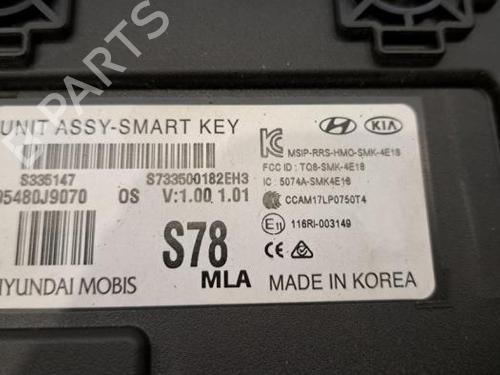 UNIT ASSY-SMART KEY
KIA
MSIP-RRS-HMO-SMK-4E18
FCC ID : TQ8-SMK-4E18
IC : 5074A-SMK4E18
CCAM17LP0750T4
E11 116RI-003149
S335147 S733500182EH3
95480J9070 OS V:1.00 1.01
S78
MLA
HYUNDAI MOBIS
MADE IN KOREA
B-PARTS